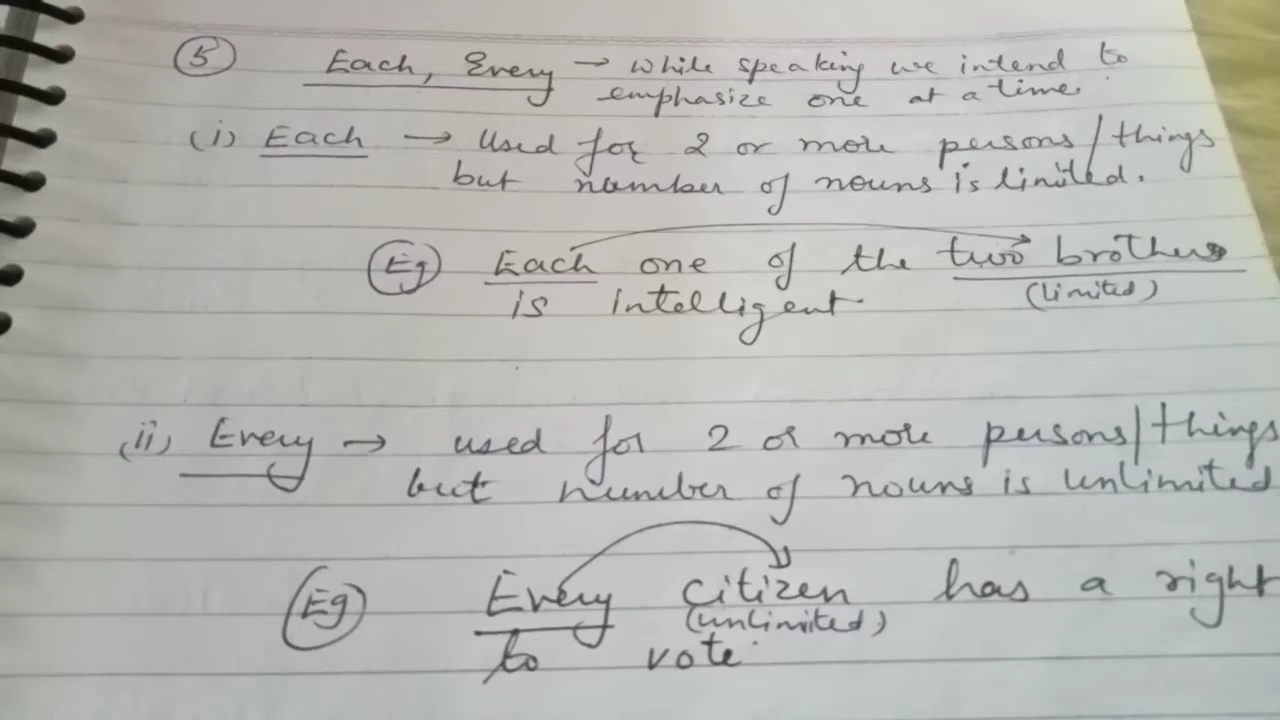 (5) Each, Every → While speaking we intend to
emphasize one at a time.
(i) Each → Used for 2 or more persons/things
but number of nouns is limited.
(Eg) Each one of the two brothers
(limited)
is intelligent
(ii) Every → used for 2 or more persons/things
but number of nouns is unlimited
(Eg) Every citizen has a right
(unlimited)
to vote.